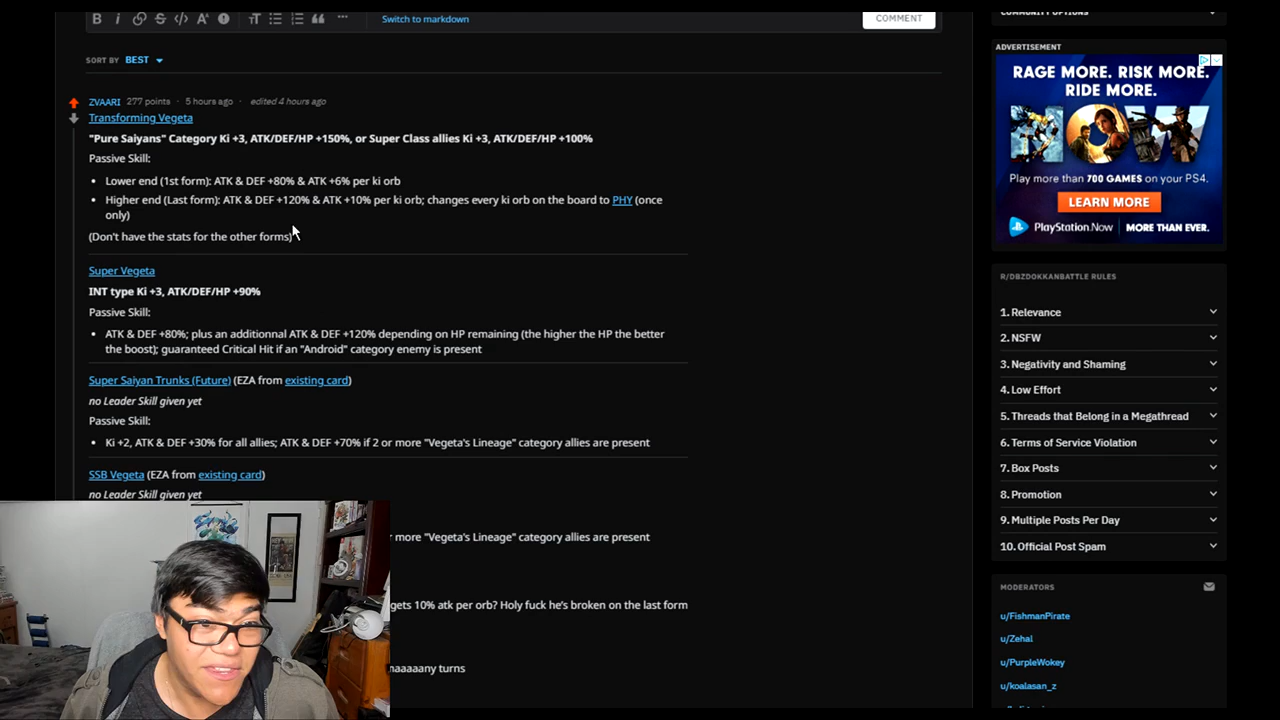 B i
Switch to markdown
COMMENT
COMMUNITY OPTIONS
SORT BY BEST
ADVERTISEMENT
RAGE MORE. RISK MORE.
RIDE MORE.
NOW
Play more than 700 GAMES on your PS4.
LEARN MORE
PlayStation.Now MORE THAN EVER.
ZVAARI 277 points · 5 hours ago · edited 4 hours ago
Transforming Vegeta
"Pure Saiyans" Category Ki +3, ATK/DEF/HP +150%, or Super Class allies Ki +3, ATK/DEF/HP +100%
Passive Skill:
• Lower end (1st form): ATK & DEF +80% & ATK +6% per ki orb
• Higher end (Last form): ATK & DEF +120% & ATK +10% per ki orb; changes every ki orb on the board to PHY (once
only)
(Don't have the stats for the other forms)
Super Vegeta
INT type Ki +3, ATK/DEF/HP +90%
Passive Skill:
• ATK & DEF +80%; plus an additionnal ATK & DEF +120% depending on HP remaining (the higher the HP the better
the boost); guaranteed Critical Hit if an "Android" category enemy is present
Super Saiyan Trunks (Future) (EZA from existing card)
no Leader Skill given yet
Passive Skill:
• Ki +2, ATK & DEF +30% for all allies; ATK & DEF +70% if 2 or more "Vegeta's Lineage" category allies are present
SSB Vegeta (EZA from existing card)
no Leader Skill given yet
r more "Vegeta's Lineage" category allies are present
gets 10% atk per orb? Holy fuck he's broken on the last form
naaaaany turns
R/DBZDOKKANBATTLE RULES
1. Relevance
2. NSFW
3. Negativity and Shaming
4. Low Effort
5. Threads that Belong in a Megathread
6. Terms of Service Violation
7. Box Posts
8. Promotion
9. Multiple Posts Per Day
10. Official Post Spam
MODERATORS
u/FishmanPirate
u/Zehal
u/PurpleWokey
u/koalasan_z